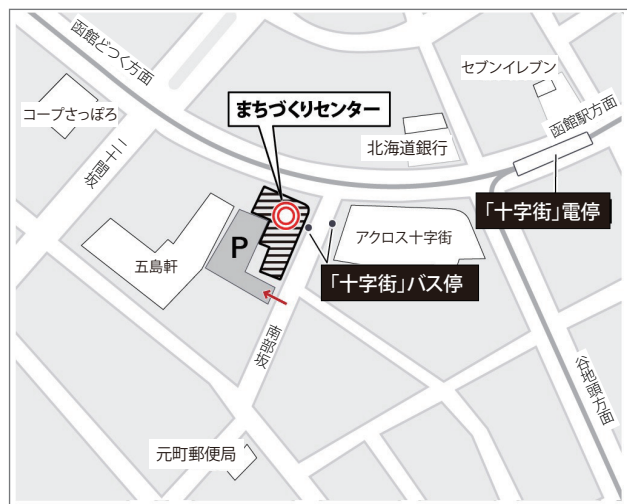 函館どつく方面
セブンイレブン
コープさっぽろ
まちづくりセンター
函館駅方面
北海道銀行
二十間坂
「十字街」電停
P
アクロス十字街
五島軒
「十字街」バス停
南部坂
谷地頭方面
元町郵便局